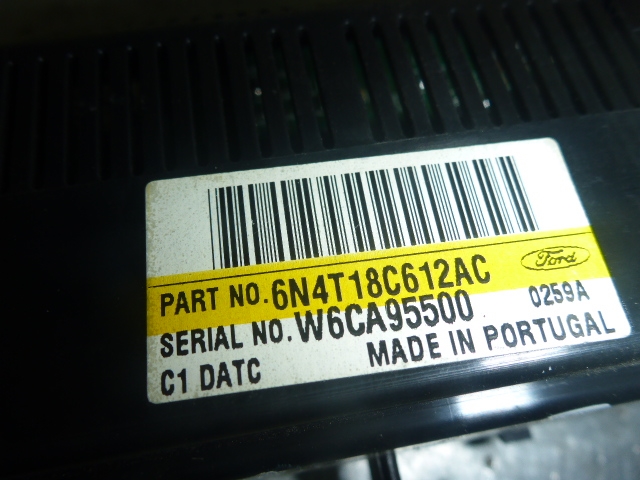 PART NO. 6N4T18C612AC Ford
SERIAL NO. W6CA95500 0259A
C1 DATC MADE IN PORTUGAL